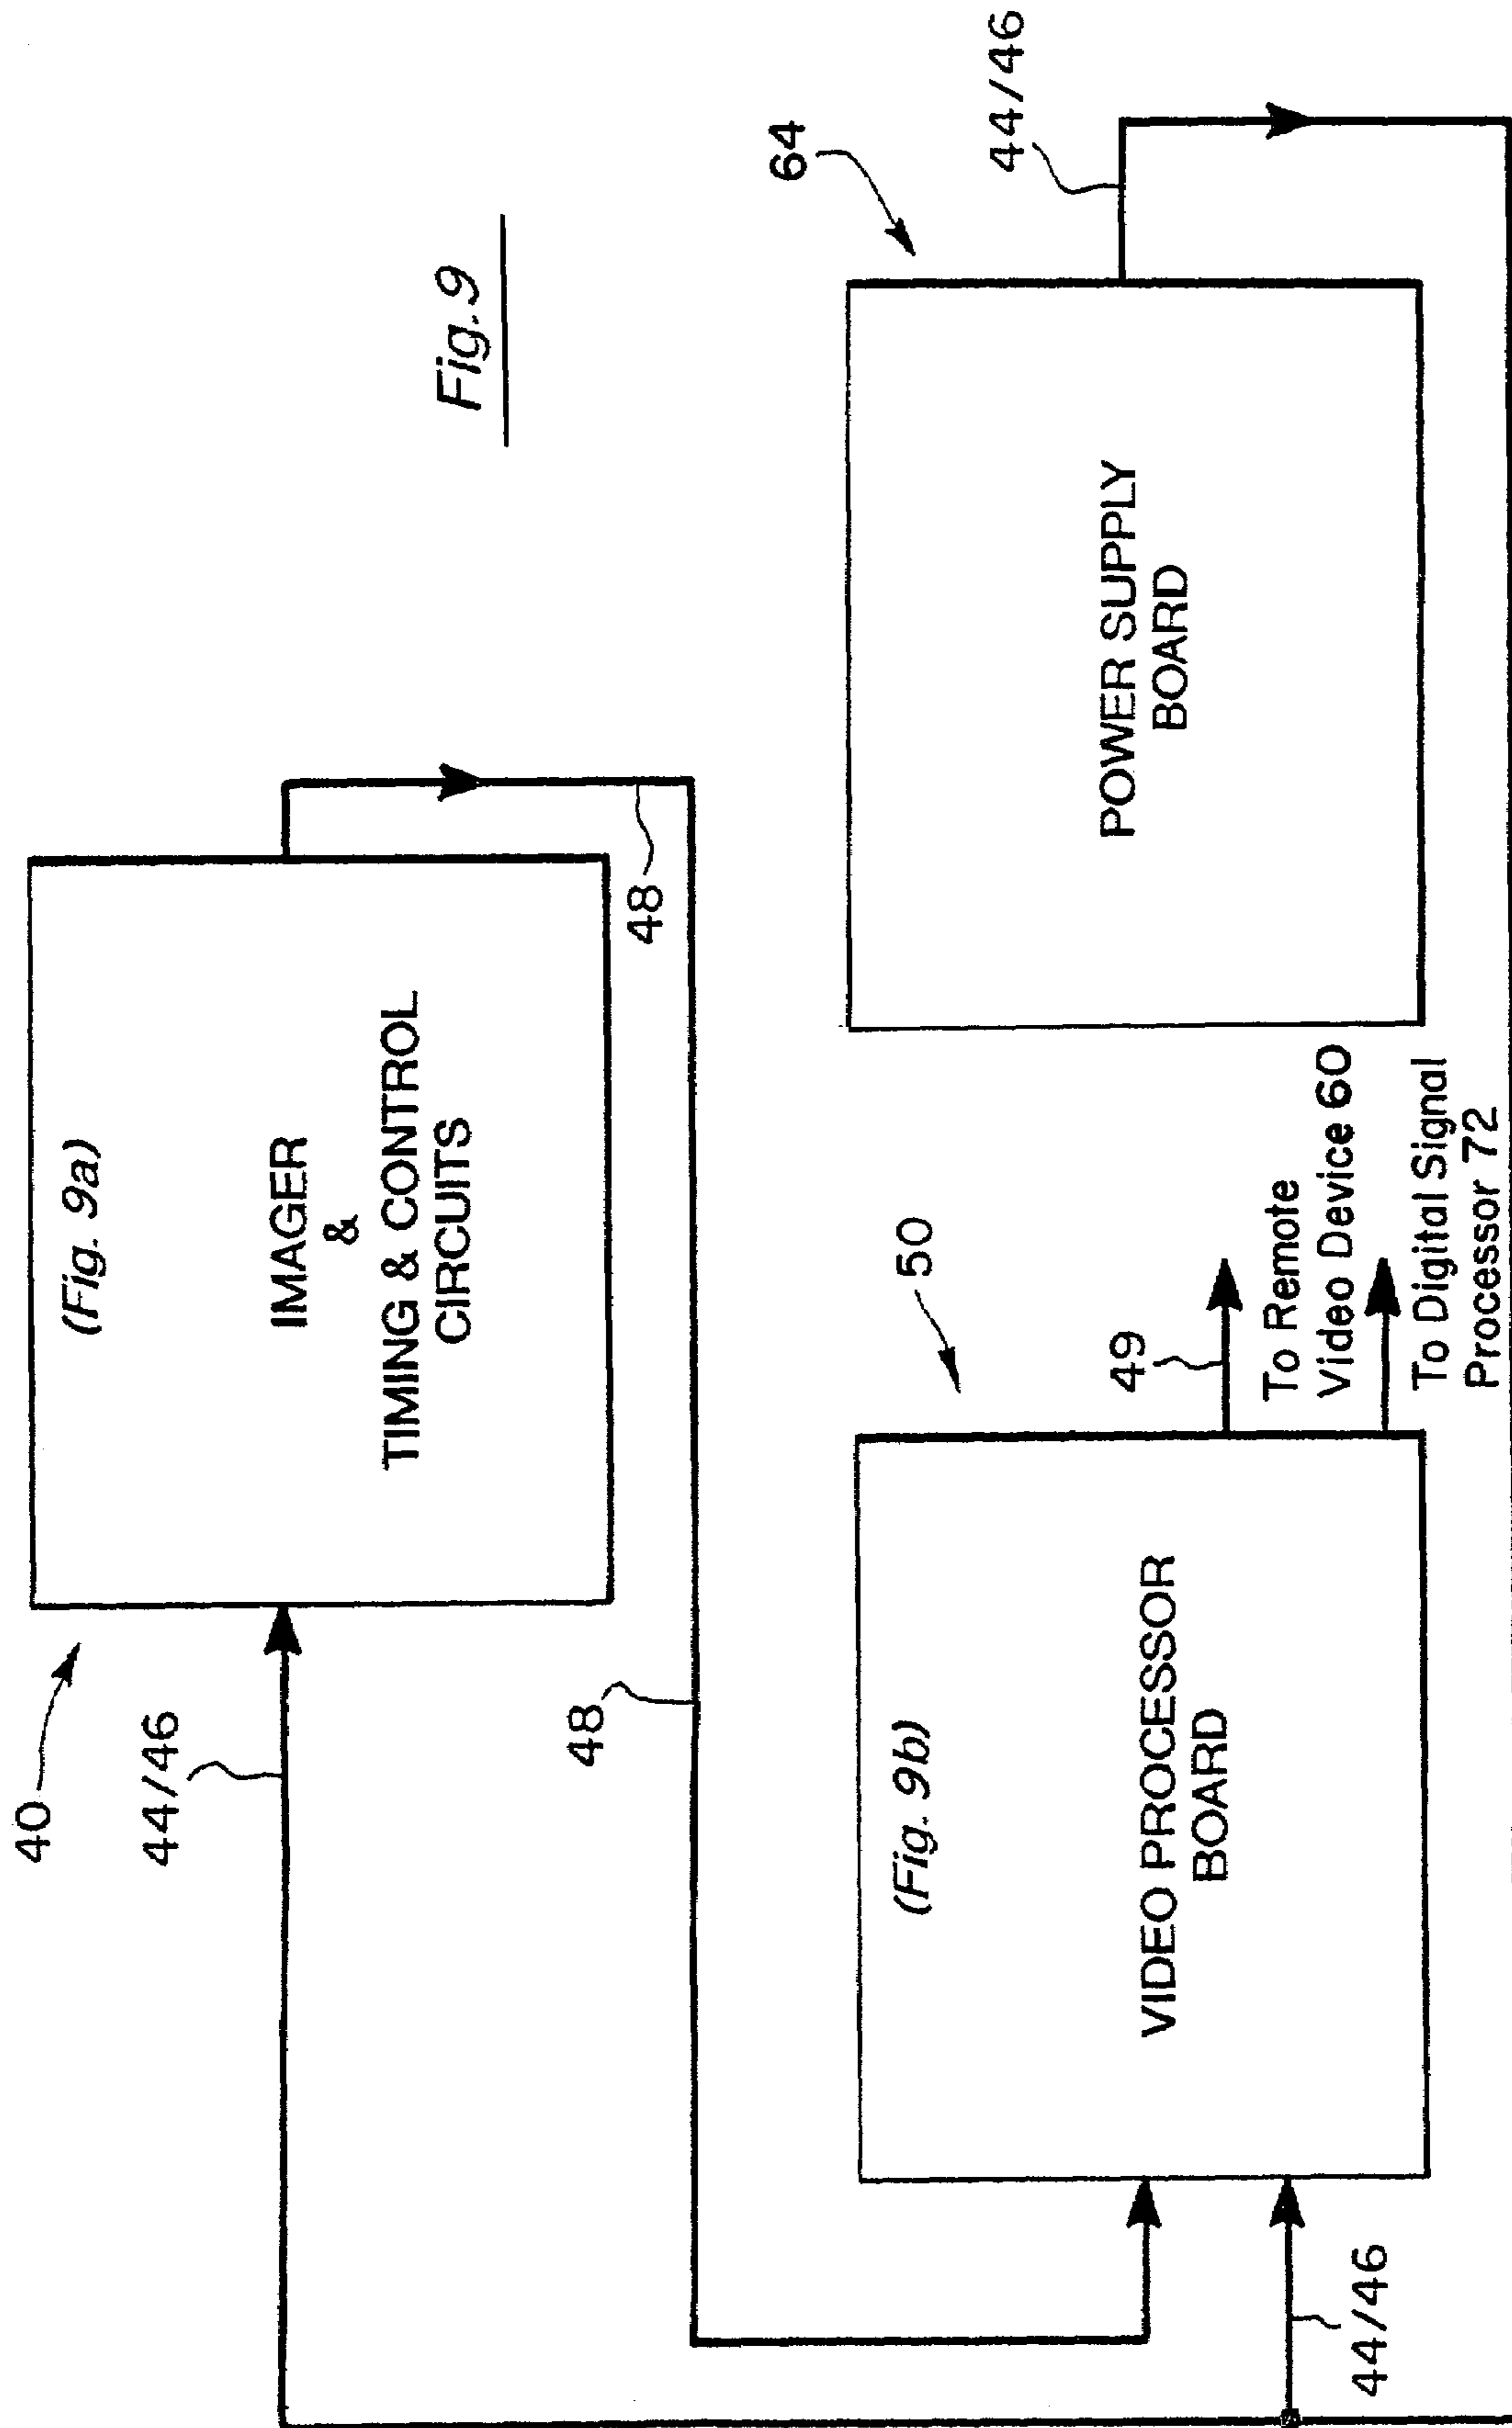 Fig. 9
40
(Fig. 9a)
IMAGER
&
TIMING & CONTROL
CIRCUITS
44/46
48
48
50
(Fig. 9b)
VIDEO PROCESSOR
BOARD
44/46
49
To Remote
Video Device 60
To Digital Signal
Processor 72
64
POWER SUPPLY
BOARD
44/46